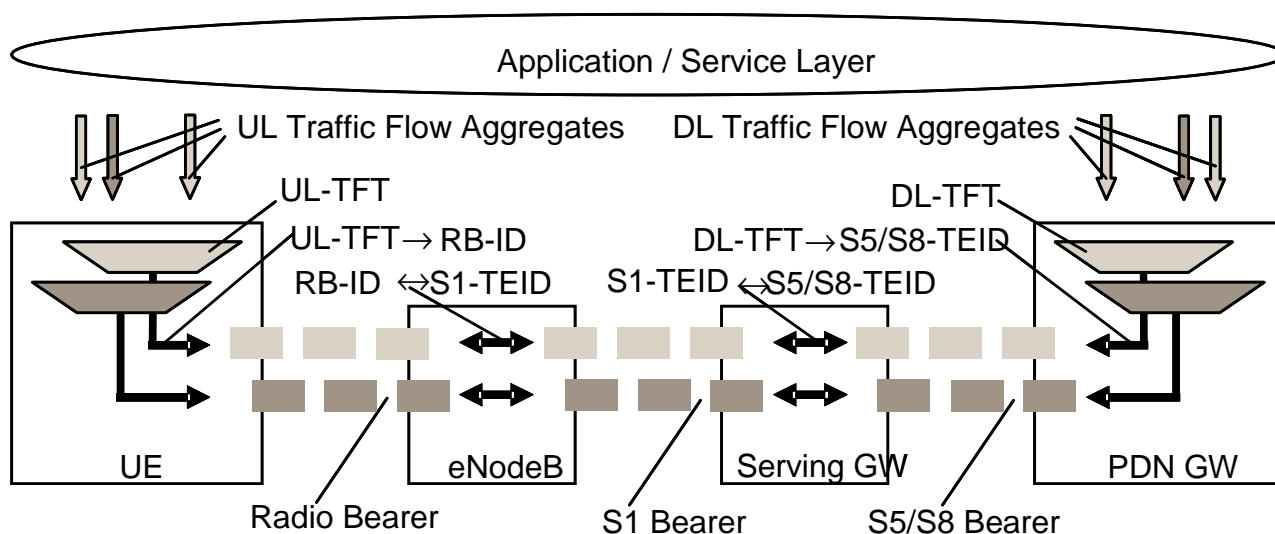 Application / Service Layer
UL Traffic Flow Aggregates
DL Traffic Flow Aggregates
UL-TFT
DL-TFT
UL-TFT → RB-ID
DL-TFT → S5/S8-TEID
RB-ID ↔ S1-TEID
S1-TEID ↔ S5/S8-TEID
UE
eNodeB
Serving GW
PDN GW
Radio Bearer
S1 Bearer
S5/S8 Bearer